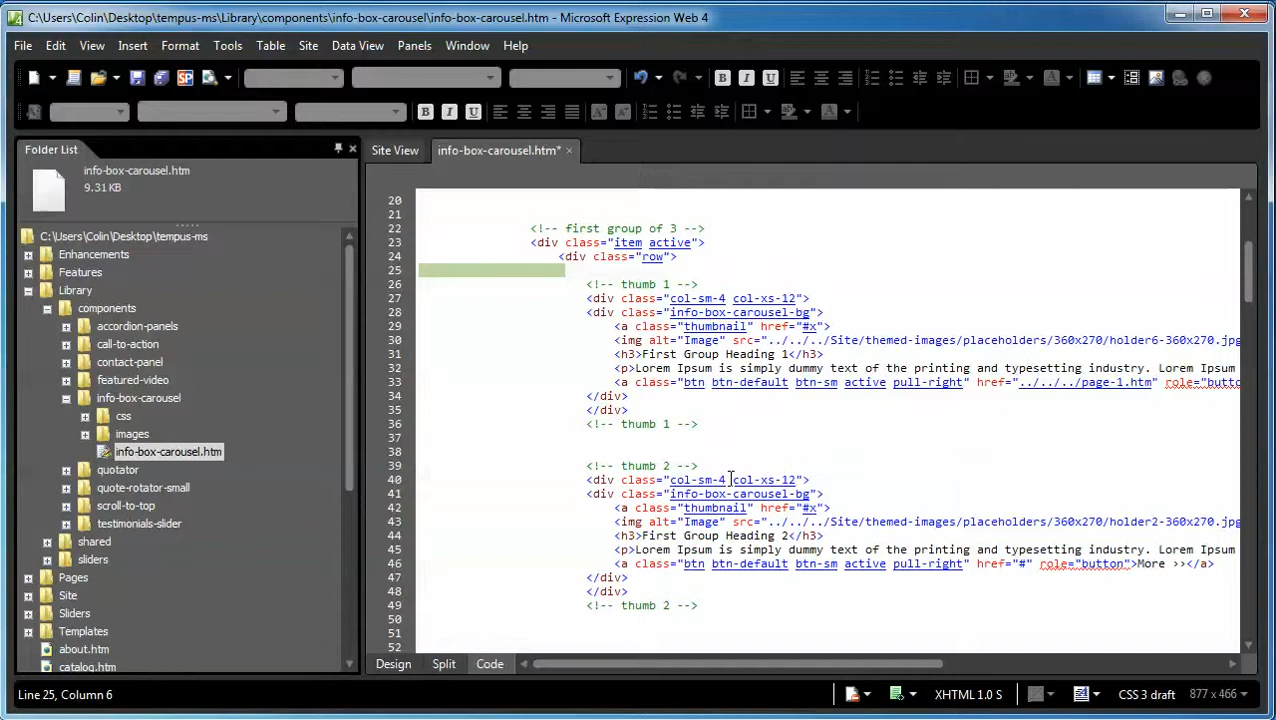 C:\Users\Colin\Desktop\tempus-ms\Library\components\info-box-carousel\info-box-carousel.htm - Microsoft Expression Web 4
File Edit View Insert Format Tools Table Site Data View Panels Window Help
B I U
B I U
Folder List
info-box-carousel.htm
9.31 KB
C:\Users\Colin\Desktop\tempus-ms
Enhancements
Features
Library
components
accordion-panels
call-to-action
contact-panel
featured-video
info-box-carousel
css
images
info-box-carousel.htm
quotator
quote-rotator-small
scroll-to-top
testimonials-slider
shared
sliders
Pages
Site
Sliders
Templates
about.htm
catalog.htm
Site View info-box-carousel.htm*
20
21
22 <!-- first group of 3 -->
23 <div class="item active">
24 <div class="row">
25
26 <!-- thumb 1 -->
27 <div class="col-sm-4 col-xs-12">
28 <div class="info-box-carousel-bg">
29 <a class="thumbnail" href="#x">
30 <img alt="Image" src="../../../Site/themed-images/placeholders/360x270/holder6-360x270.jpg
31 <h3>First Group Heading 1</h3>
32 <p>Lorem Ipsum is simply dummy text of the printing and typesetting industry. Lorem Ipsum
33 <a class="btn btn-default btn-sm active pull-right" href="../../../page-1.htm" role="butto
34 </div>
35 </div>
36 <!-- thumb 1 -->
37
38
39 <!-- thumb 2 -->
40 <div class="col-sm-4 col-xs-12">
41 <div class="info-box-carousel-bg">
42 <a class="thumbnail" href="#x">
43 <img alt="Image" src="../../../Site/themed-images/placeholders/360x270/holder2-360x270.jpg
44 <h3>First Group Heading 2</h3>
45 <p>Lorem Ipsum is simply dummy text of the printing and typesetting industry. Lorem Ipsum
46 <a class="btn btn-default btn-sm active pull-right" href="#" role="button">More ››</a>
47 </div>
48 </div>
49 <!-- thumb 2 -->
50
51
52
Design Split Code
Line 25, Column 6 XHTML 1.0 S CSS 3 draft 877 x 466